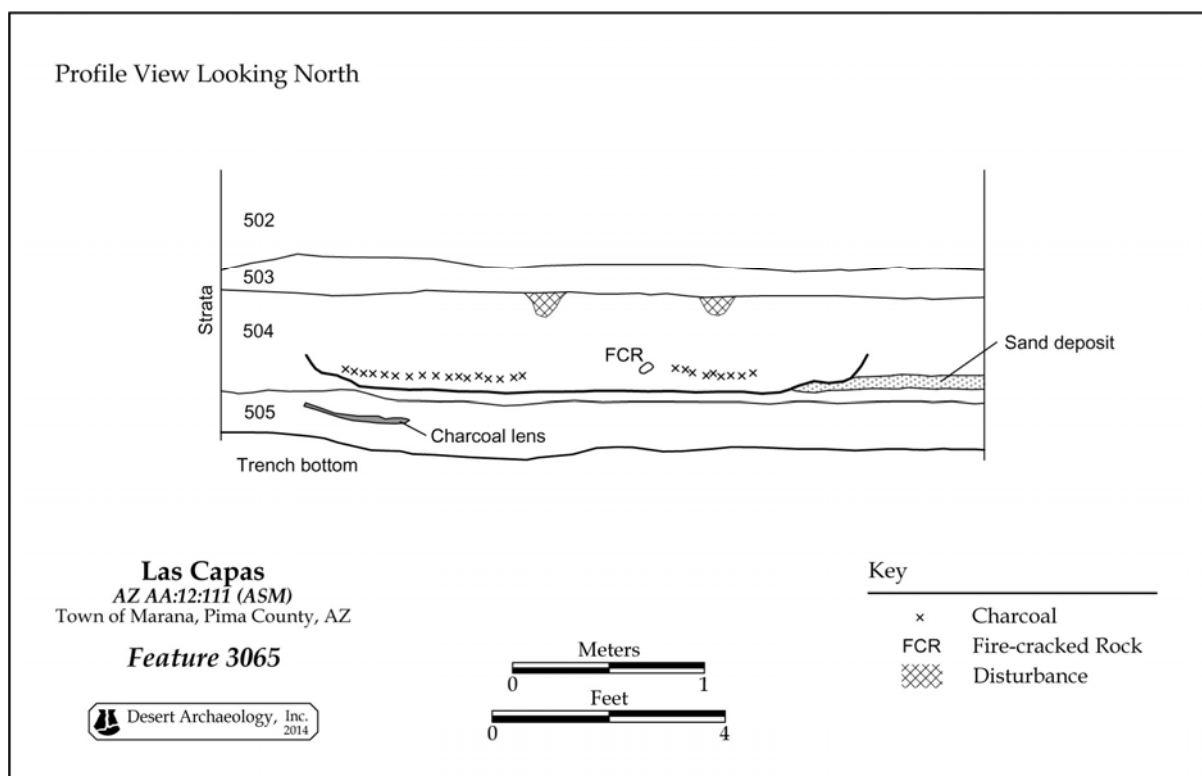 Profile View Looking North
502
503
Strata
504
FCR
Sand deposit
505
Charcoal lens
Trench bottom
Las Capas
AZ AA:12:111 (ASM)
Town of Marana, Pima County, AZ
Feature 3065
Desert Archaeology, Inc.
2014
Meters
0 1
Feet
0 4
Key
× Charcoal
FCR Fire-cracked Rock
Disturbance